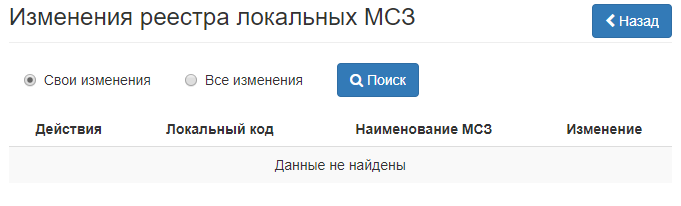 Изменения реестра локальных МСЗ
Назад
Свои изменения Все изменения Поиск
Действия Локальный код Наименование МСЗ Изменение
Данные не найдены